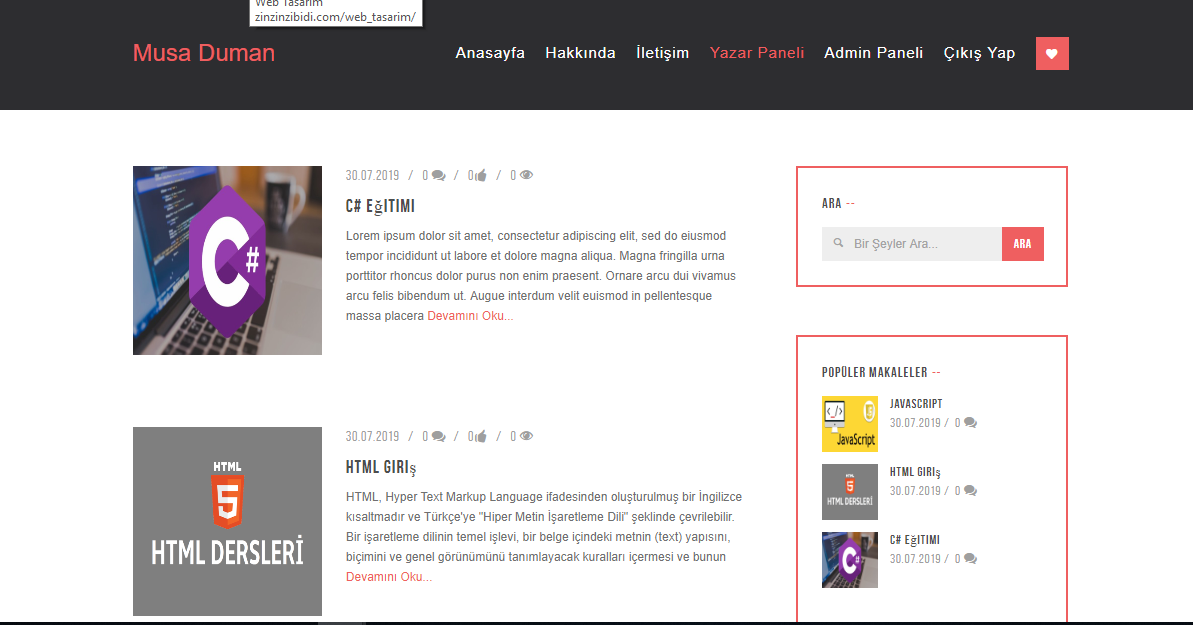 Web Tasarım
zinzinzibidi.com/web_tasarim/
Musa Duman
Anasayfa Hakkında İletişim Yazar Paneli Admin Paneli Çıkış Yap
30.07.2019 / 0 / 0 / 0
C# EğITIMI
Lorem ipsum dolor sit amet, consectetur adipiscing elit, sed do eiusmod
tempor incididunt ut labore et dolore magna aliqua. Magna fringilla urna
porttitor rhoncus dolor purus non enim praesent. Ornare arcu dui vivamus
arcu felis bibendum ut. Augue interdum velit euismod in pellentesque
massa placera Devamını Oku...
C#
30.07.2019 / 0 / 0 / 0
HTML GIRIş
HTML, Hyper Text Markup Language ifadesinden oluşturulmuş bir İngilizce
kısaltmadır ve Türkçe'ye "Hiper Metin İşaretleme Dili" şeklinde çevrilebilir.
Bir işaretleme dilinin temel işlevi, bir belge içindeki metnin (text) yapısını,
biçimini ve genel görünümünü tanımlayacak kuralları içermesi ve bunun
Devamını Oku...
HTML
5
HTML DERSLERİ
ARA --
Bir Şeyler Ara... ARA
POPÜLER MAKALELER --
</> JavaScript
JAVASCRIPT
30.07.2019 / 0
HTML
5
HTML DERSLERİ
HTML GIRIş
30.07.2019 / 0
C#
C# EğITIMI
30.07.2019 / 0